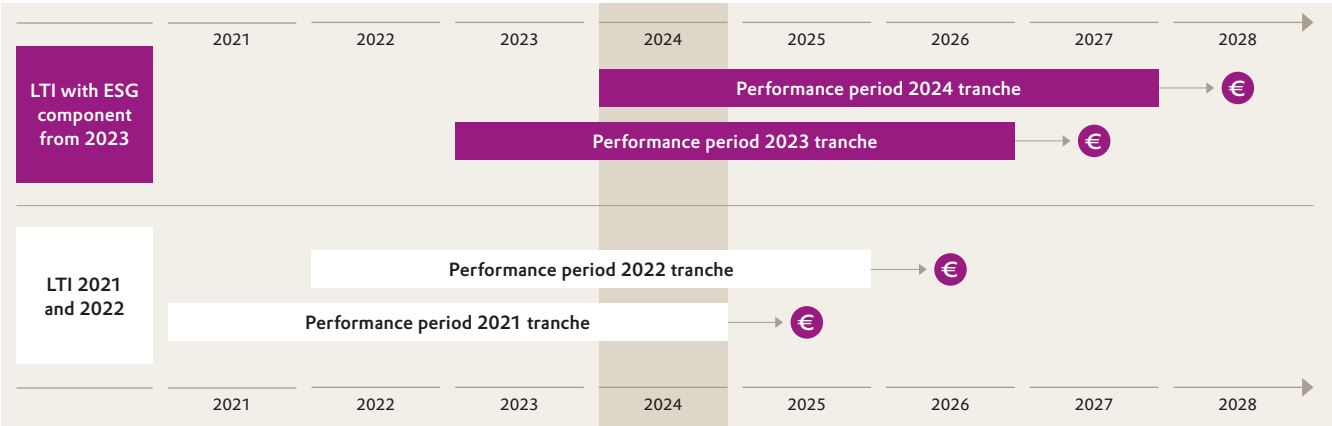 2021 2022 2023 2024 2025 2026 2027 2028
LTI with ESG
component
from 2023
Performance period 2024 tranche €
Performance period 2023 tranche €
LTI 2021
and 2022
Performance period 2022 tranche €
Performance period 2021 tranche €
2021 2022 2023 2024 2025 2026 2027 2028